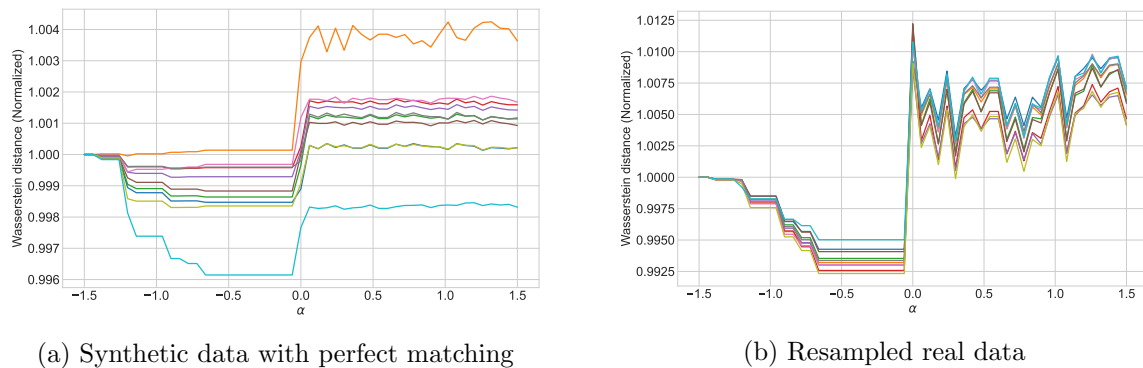 1.004
1.003
1.002
1.001
1.000
0.999
0.998
0.997
0.996
Wasserstein distance (Normalized)
−1.5 −1.0 −0.5 0.0 0.5 1.0 1.5
α
(a) Synthetic data with perfect matching
1.0125
1.0100
1.0075
1.0050
1.0025
1.0000
0.9975
0.9950
0.9925
Wasserstein distance (Normalized)
−1.5 −1.0 −0.5 0.0 0.5 1.0 1.5
α
(b) Resampled real data